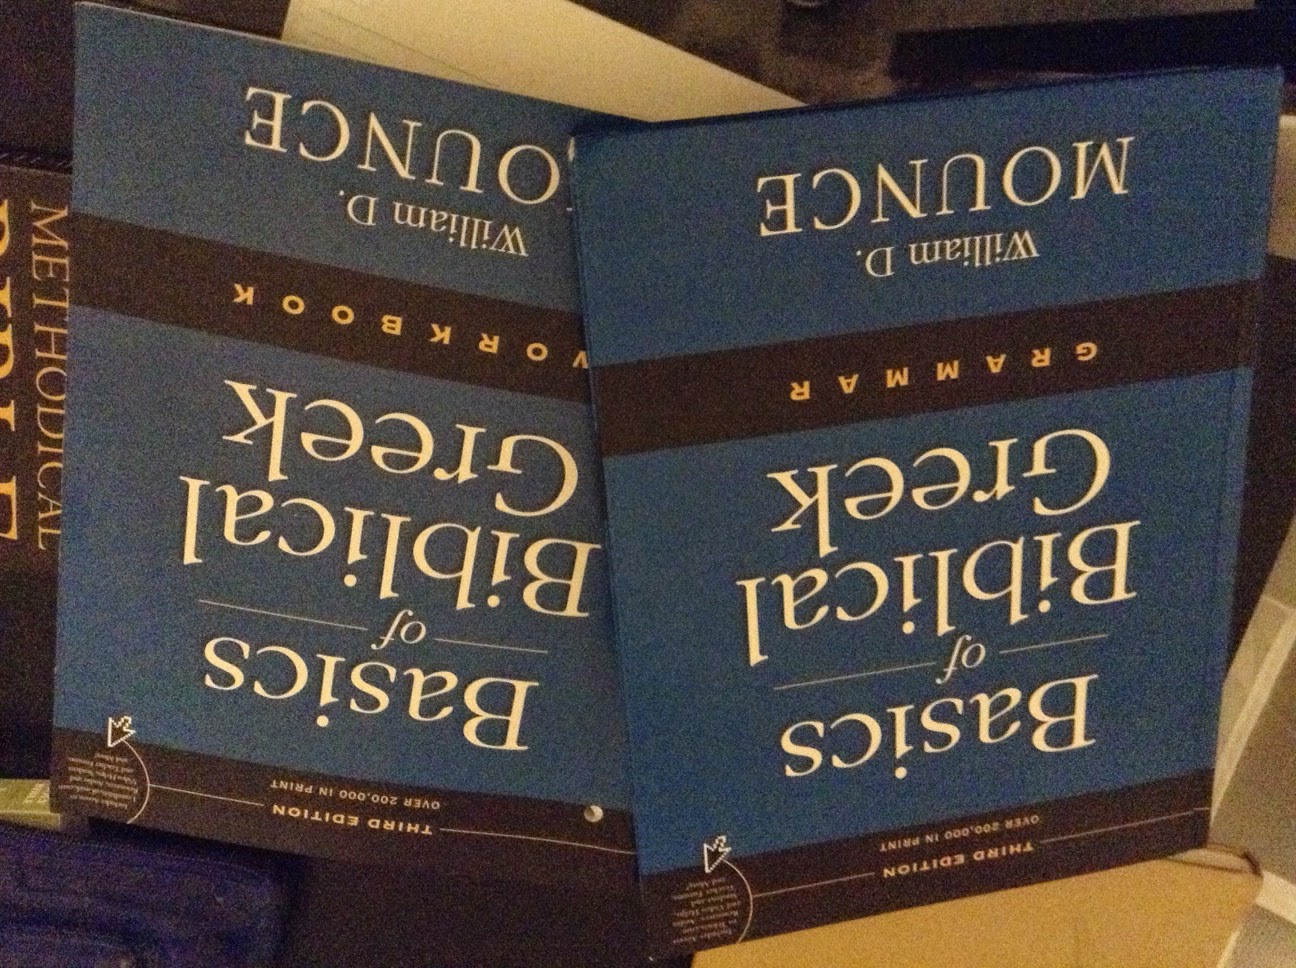 THIRD EDITION
OVER 200,000 IN PRINT
Basics
of
Biblical
Greek
GRAMMAR
William D.
MOUNCE
THIRD EDITION
OVER 200,000 IN PRINT
Basics
of
Biblical
Greek
WORKBOOK
William D.
OUNCE
METHODICAL